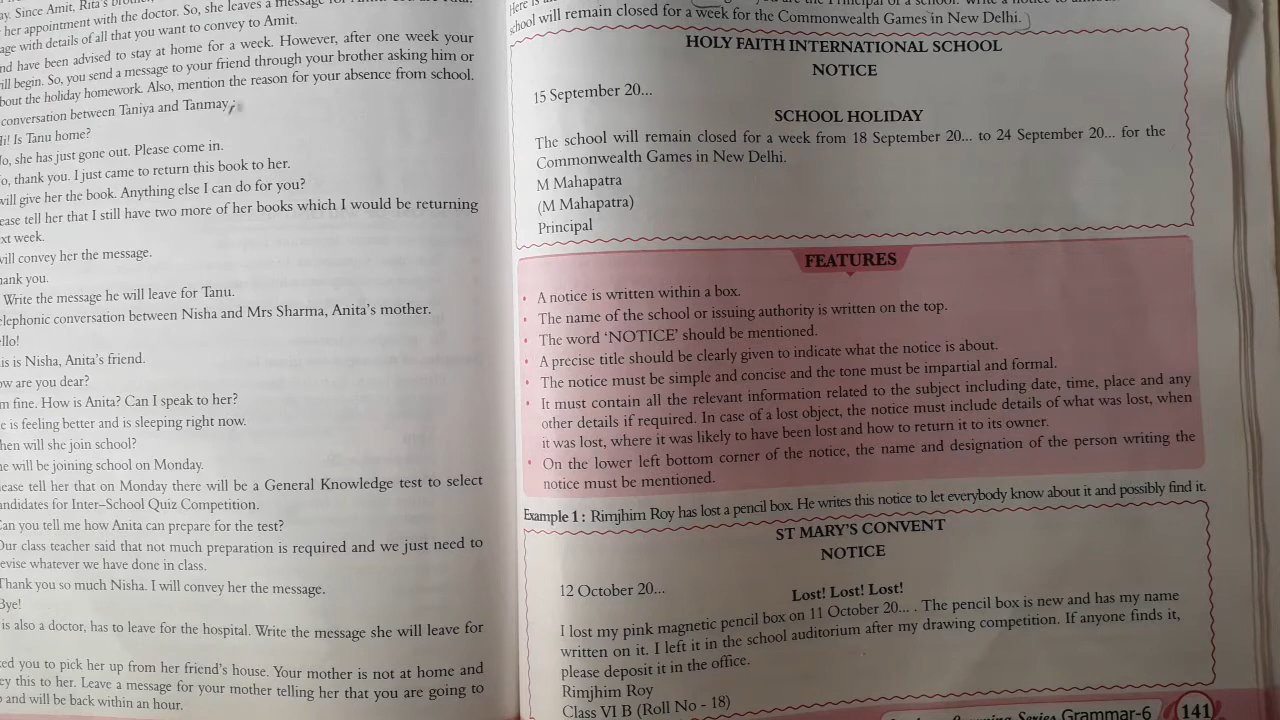 ay. Since Amit, Rita's brother,
her appointment with the doctor. So, she leaves a message for
age with details of all that you want to convey to Amit.
nd have been advised to stay at home for a week. However, after one week your
ill begin. So, you send a message to your friend through your brother asking him or
bout the holiday homework. Also, mention the reason for your absence from school.
conversation between Taniya and Tanmay
Hi! Is Tanu home?
No, she has just gone out. Please come in.
o, thank you. I just came to return this book to her.
will give her the book. Anything else I can do for you?
ease tell her that I still have two more of her books which I would be returning
xt week.
will convey her the message.
hank you.
Write the message he will leave for Tanu.
elephonic conversation between Nisha and Mrs Sharma, Anita's mother.
ello!
is is Nisha, Anita's friend.
ow are you dear?
m fine. How is Anita? Can I speak to her?
e is feeling better and is sleeping right now.
hen will she join school?
he will be joining school on Monday.
lease tell her that on Monday there will be a General Knowledge test to select
andidates for Inter–School Quiz Competition.
Can you tell me how Anita can prepare for the test?
Our class teacher said that not much preparation is required and we just need to
evise whatever we have done in class.
Thank you so much Nisha. I will convey her the message.
Bye!
is also a doctor, has to leave for the hospital. Write the message she will leave for
ed you to pick her up from her friend's house. Your mother is not at home and
ey this to her. Leave a message for your mother telling her that you are going to
and will be back within an hour.
Here is
the Principal of a school. Write a notice to
school will remain closed for a week for the Commonwealth Games in New Delhi.
HOLY FAITH INTERNATIONAL SCHOOL
NOTICE
15 September 20...
SCHOOL HOLIDAY
The school will remain closed for a week from 18 September 20... to 24 September 20... for the
Commonwealth Games in New Delhi.
M Mahapatra
(M Mahapatra)
Principal
FEATURES
• A notice is written within a box.
• The name of the school or issuing authority is written on the top.
• The word 'NOTICE' should be mentioned.
• A precise title should be clearly given to indicate what the notice is about.
• The notice must be simple and concise and the tone must be impartial and formal.
• It must contain all the relevant information related to the subject including date, time, place and any
other details if required. In case of a lost object, the notice must include details of what was lost, when
it was lost, where it was likely to have been lost and how to return it to its owner.
• On the lower left bottom corner of the notice, the name and designation of the person writing the
notice must be mentioned.
Example 1 : Rimjhim Roy has lost a pencil box. He writes this notice to let everybody know about it and possibly find it.
ST MARY'S CONVENT
NOTICE
12 October 20...
Lost! Lost! Lost!
I lost my pink magnetic pencil box on 11 October 20... . The pencil box is new and has my name
written on it. I left it in the school auditorium after my drawing competition. If anyone finds it,
please deposit it in the office.
Rimjhim Roy
Class VI B (Roll No - 18)
Series Grammar-6 141